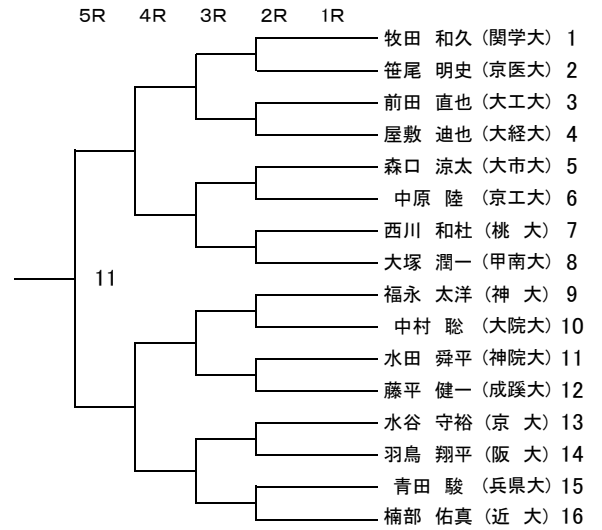 5R 4R 3R 2R 1R
牧田 和久 (関学大) 1
笹尾 明史 (京医大) 2
前田 直也 (大工大) 3
屋敷 迪也 (大経大) 4
森口 涼太 (大市大) 5
中原 陸 (京工大) 6
西川 和杜 (桃 大) 7
大塚 潤一 (甲南大) 8
11
福永 太洋 (神 大) 9
中村 聡 (大院大) 10
水田 舜平 (神院大) 11
藤平 健一 (成蹊大) 12
水谷 守裕 (京 大) 13
羽鳥 翔平 (阪 大) 14
青田 駿 (兵県大) 15
楠部 佑真 (近 大) 16